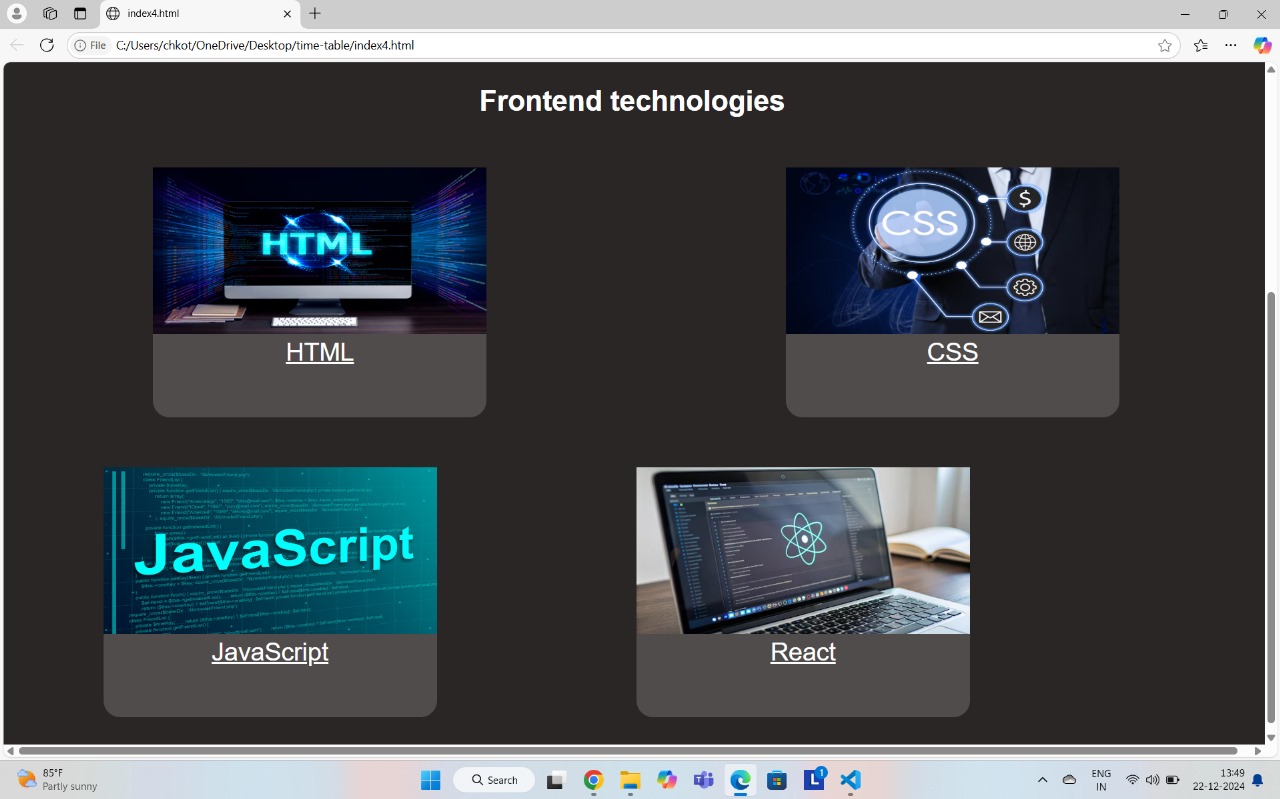 index4.html
File C:/Users/chkot/OneDrive/Desktop/time-table/index4.html
Frontend technologies
HTML
CSS
$
HTML
CSS
JavaScript
JavaScript
React
85°F
Partly sunny
Search
L
1
ENG
IN
13:49
22-12-2024